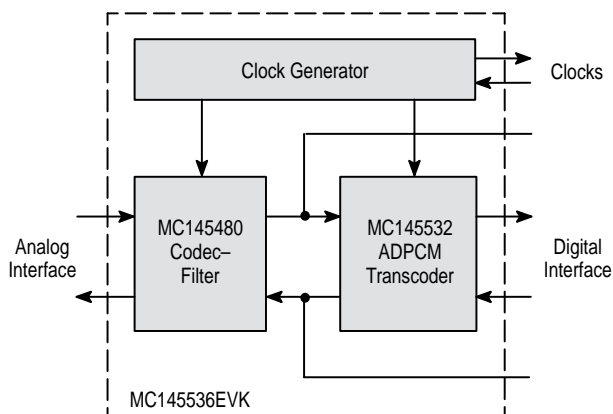 Clock Generator
Clocks
MC145480
Codec–
Filter
MC145532
ADPCM
Transcoder
Analog
Interface
Digital
Interface
MC145536EVK